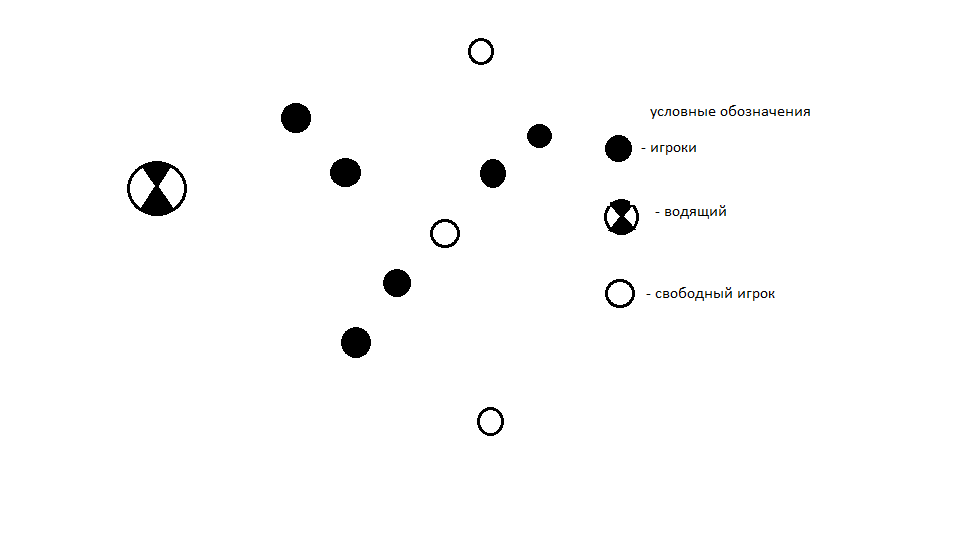 условные обозначения
- игроки
- водящий
- свободный игрок